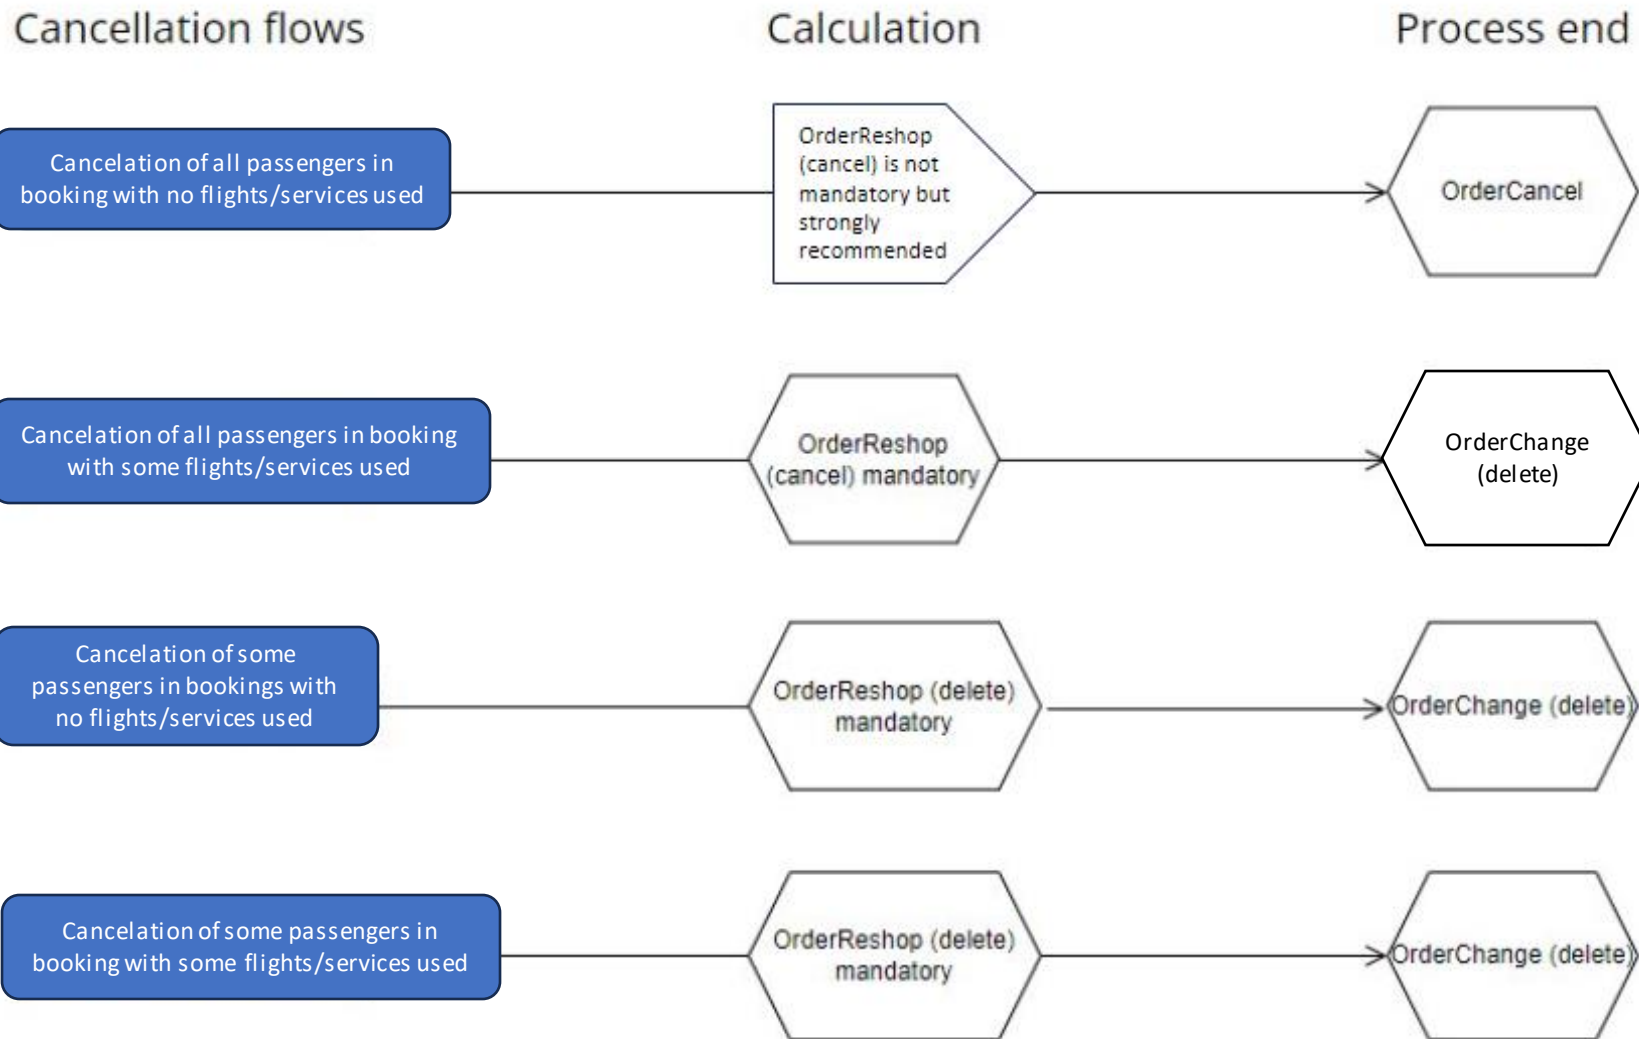 Cancellation flows
Calculation
Process end
Cancelation of all passengers in
booking with no flights/services used
OrderReshop
(cancel) is not
mandatory but
strongly
recommended
OrderCancel
Cancelation of all passengers in booking
with some flights/services used
OrderReshop
(cancel) mandatory
OrderChange
(delete)
Cancelation of some
passengers in bookings with
no flights/services used
OrderReshop (delete)
mandatory
OrderChange (delete)
Cancelation of some passengers in
booking with some flights/services used
OrderReshop (delete)
mandatory
OrderChange (delete)